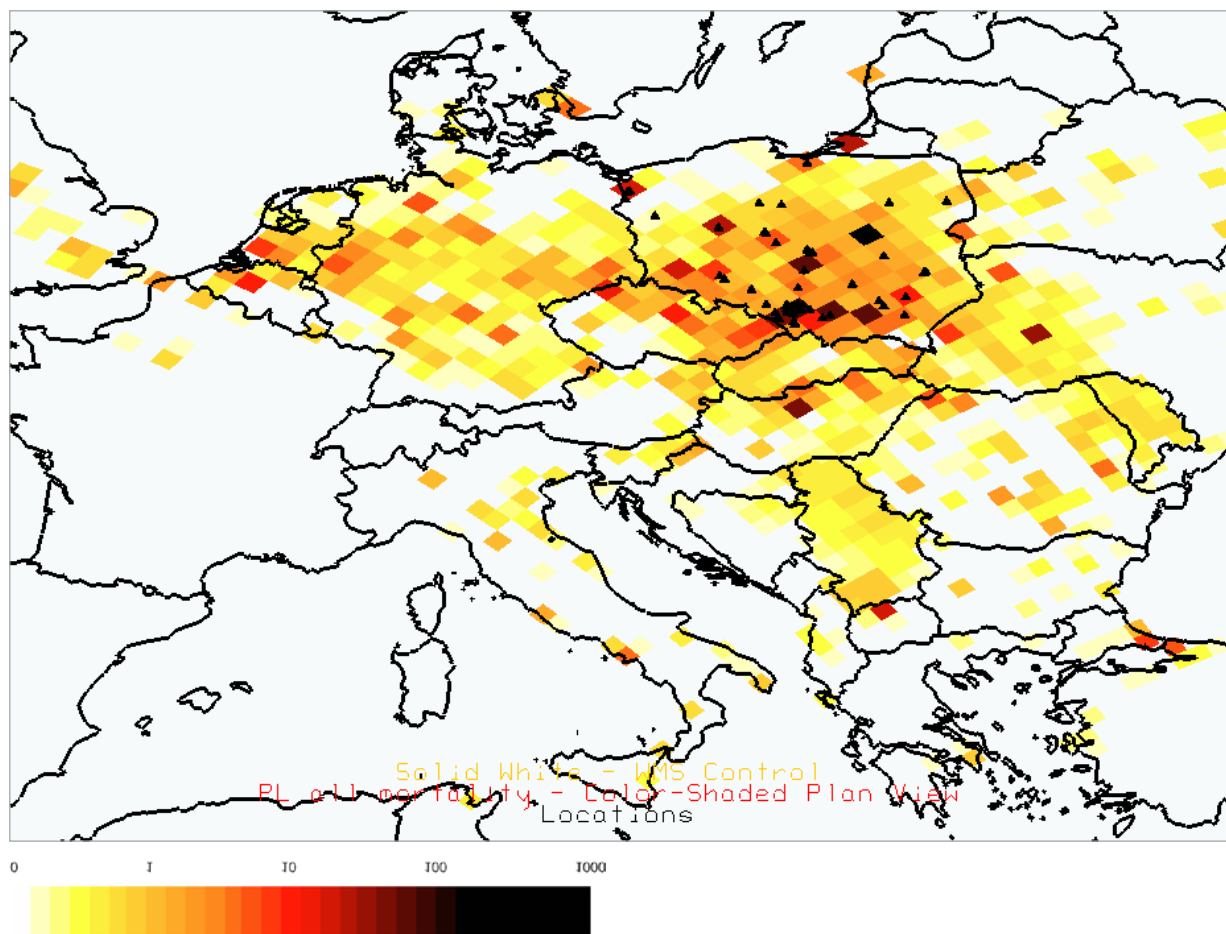 Solid White - WMS Control
PL all mortality - Color-Shaded Plan View
Locations
0 1 10 100 1000